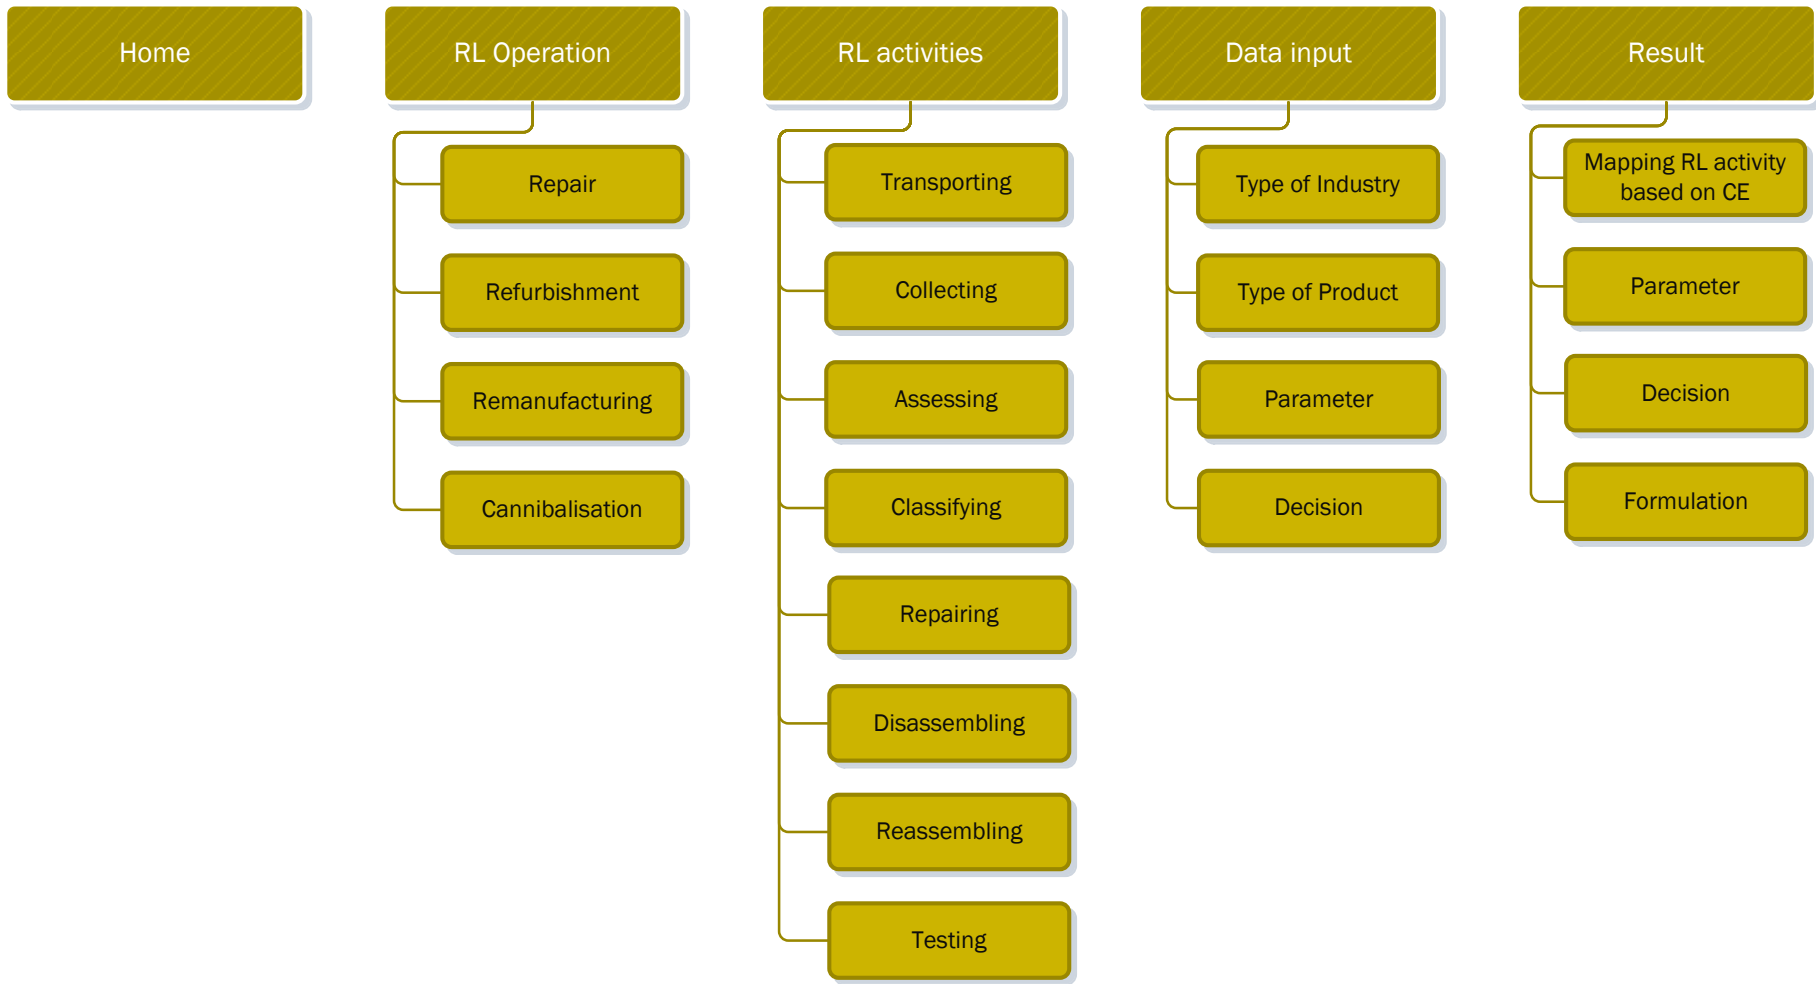 Home
RL Operation
Repair
Refurbishment
Remanufacturing
Cannibalisation
RL activities
Transporting
Collecting
Assessing
Classifying
Repairing
Disassembling
Reassembling
Testing
Data input
Type of Industry
Type of Product
Parameter
Decision
Result
Mapping RL activity
based on CE
Parameter
Decision
Formulation